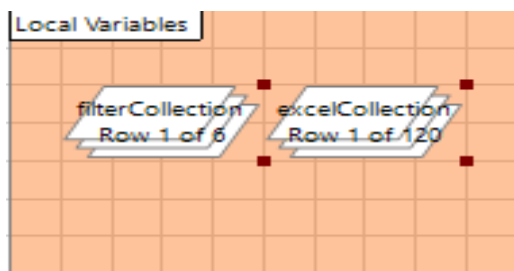 Local Variables
filterCollection
Row 1 of 6
excelCollection
Row 1 of 120